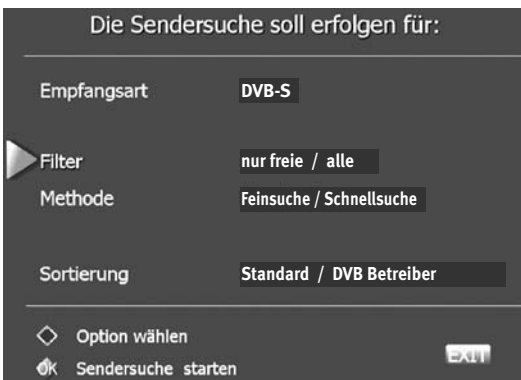 Die Sendersuche soll erfolgen für:
Empfangsart DVB-S
Filter nur freie / alle
Methode Feinsuche / Schnellsuche
Sortierung Standard / DVB Betreiber
Option wählen
OK Sendersuche starten
EXIT